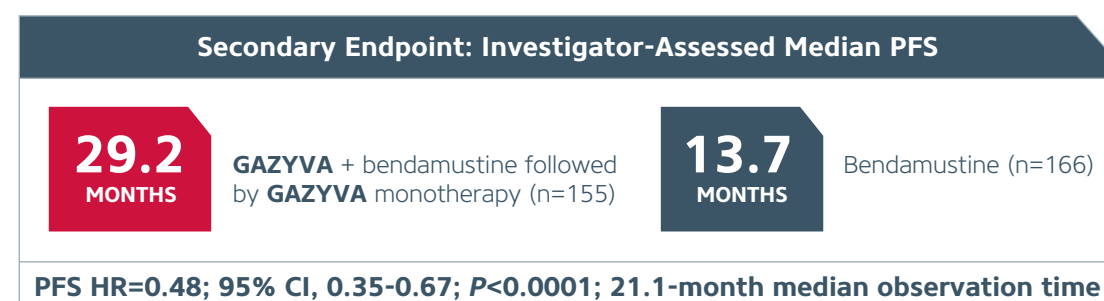 Secondary Endpoint: Investigator-Assessed Median PFS
29.2
MONTHS
GAZYVA + bendamustine followed
by GAZYVA monotherapy (n=155)
13.7
MONTHS
Bendamustine (n=166)
PFS HR=0.48; 95% CI, 0.35-0.67; P<0.0001; 21.1-month median observation time